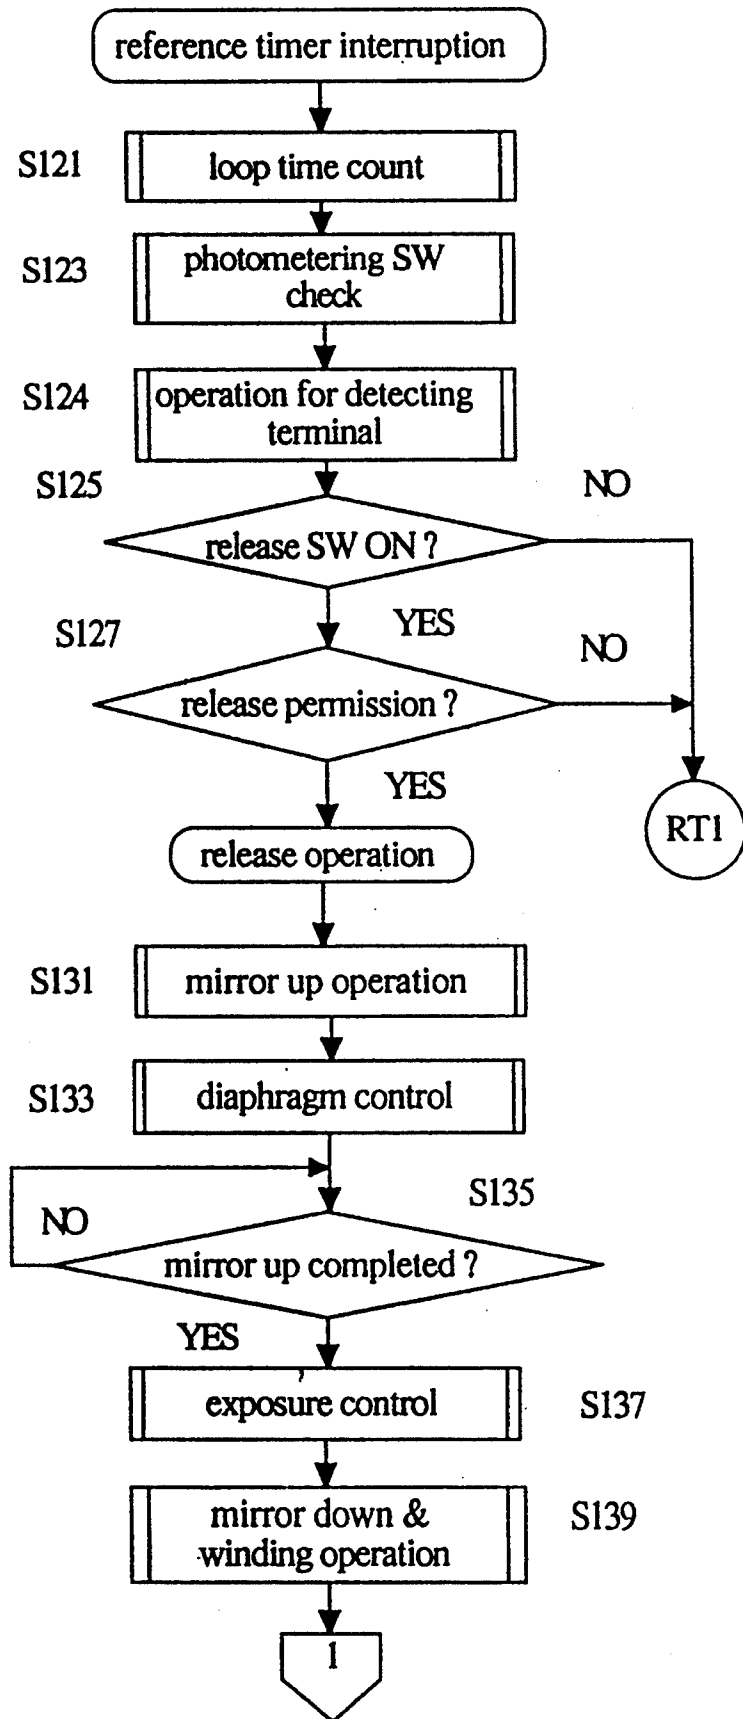 reference timer interruption
S121
loop time count
S123
photometering SW
check
S124
operation for detecting
terminal
S125
NO
release SW ON ?
YES
S127
NO
release permission ?
YES
RT1
release operation
S131
mirror up operation
S133
diaphragm control
S135
NO
mirror up completed ?
YES
exposure control
S137
mirror down &
winding operation
S139
1